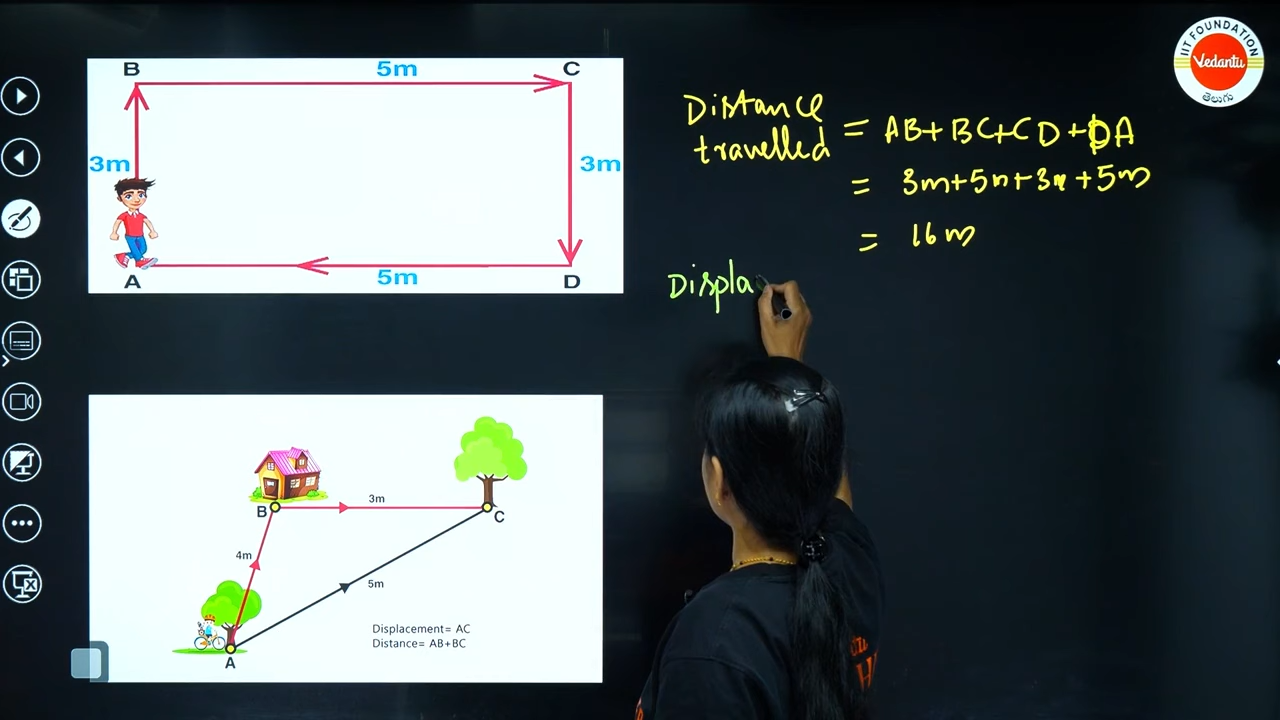 B
5m
C
3m
3m
A
5m
D
Distance
travelled = AB+BC+CD+DA
= 3m+5m+3m+5m
= 16m
Displa
IIT FOUNDATION
Vedantu
తెలుగు
B
3m
C
4m
5m
A
Displacement= AC
Distance= AB+BC